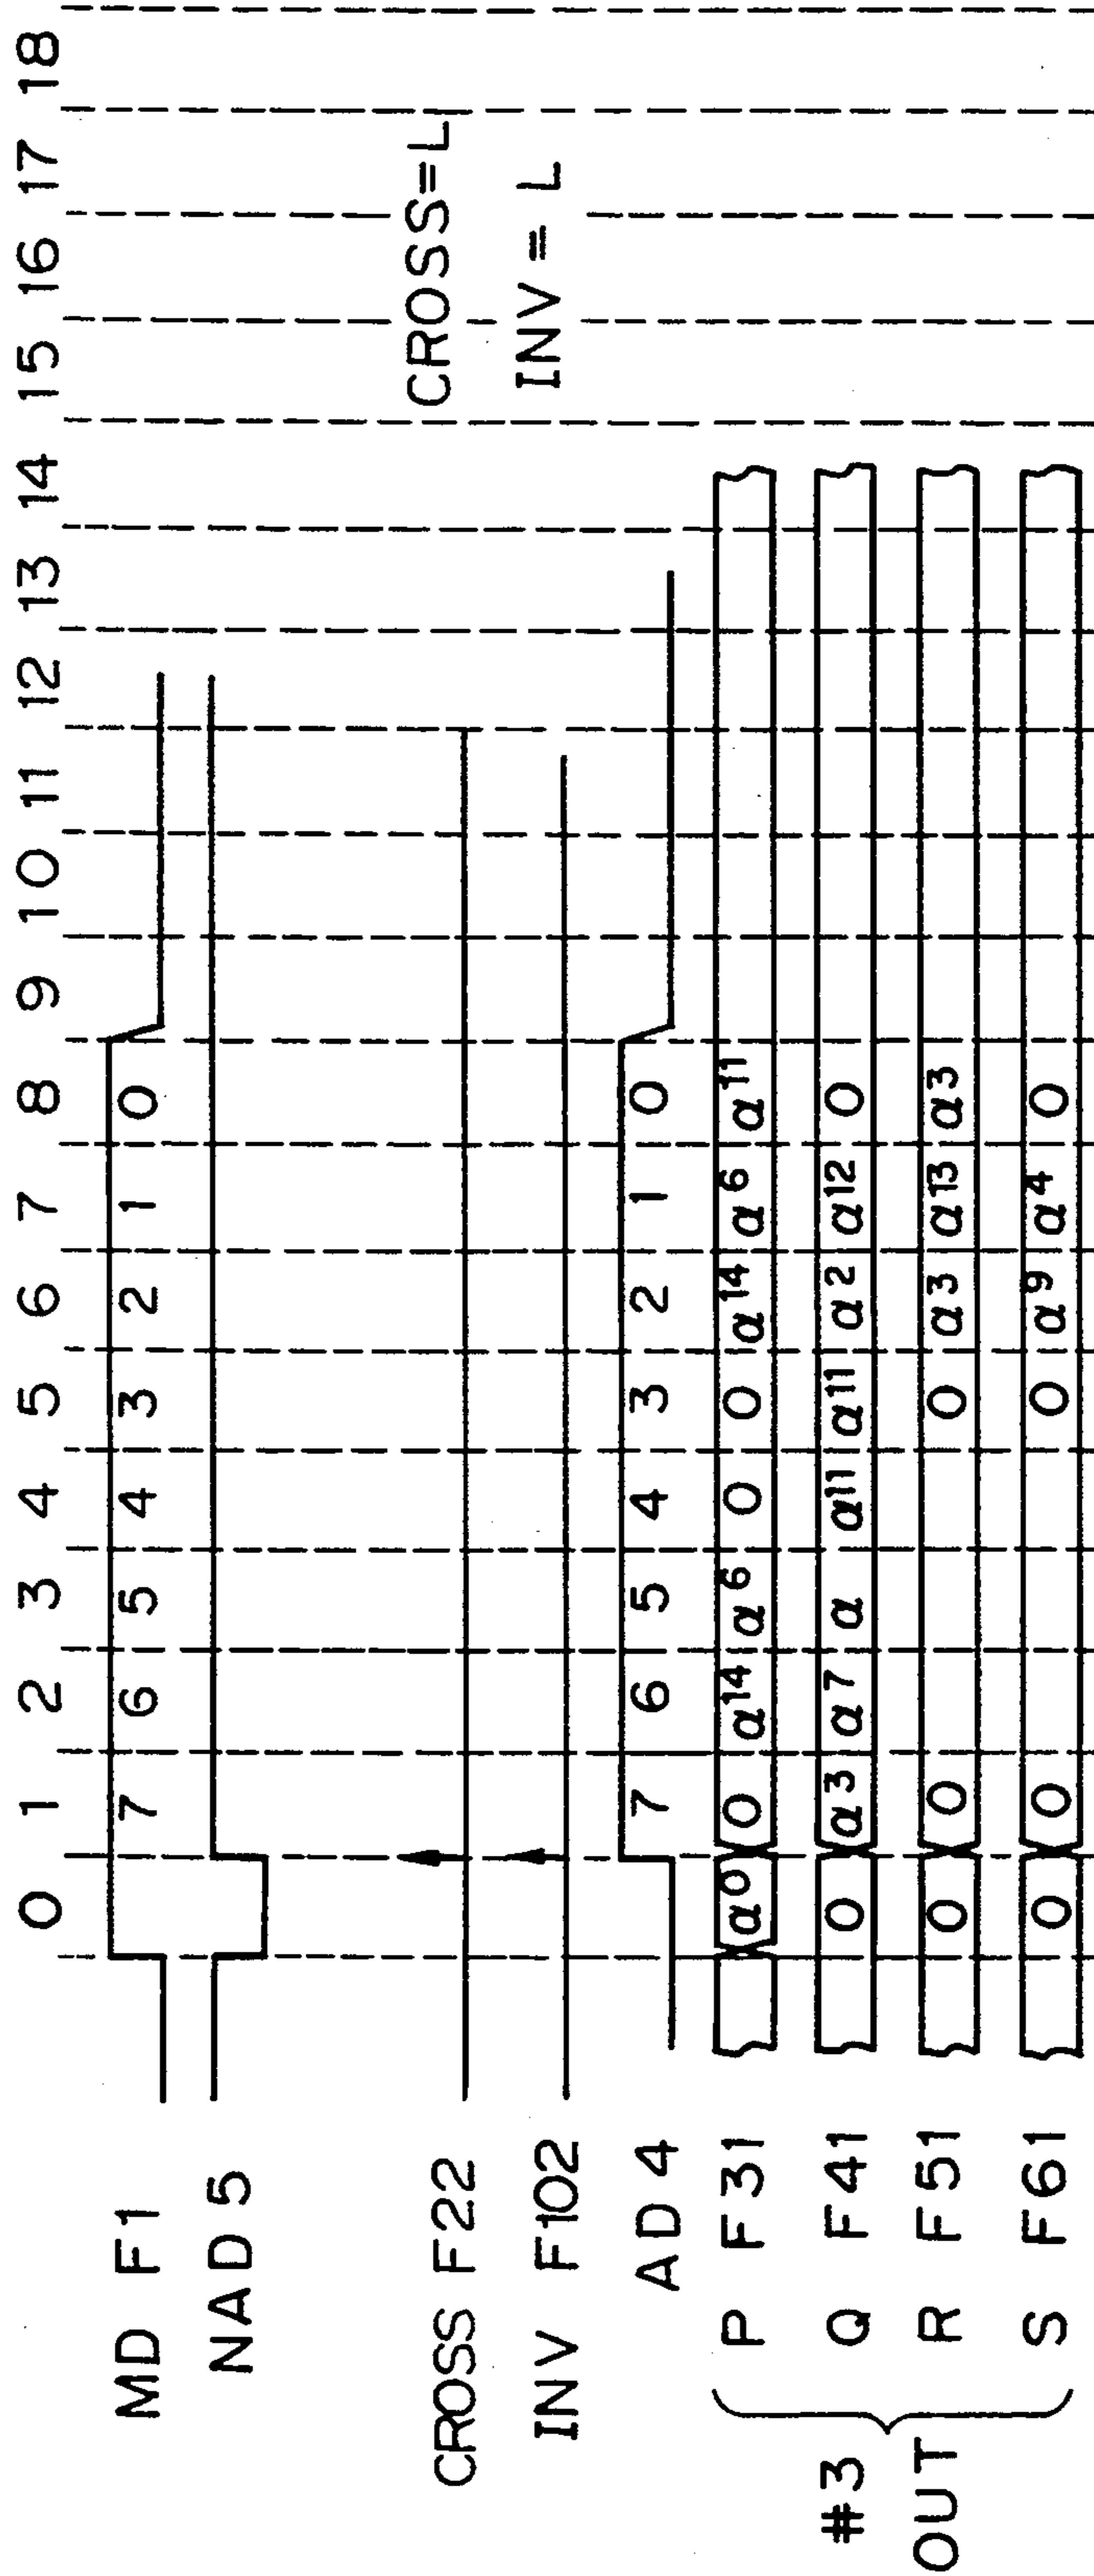 0 1 2 3 4 5 6 7 8 9 10 11 12 13 14 15 16 17 18
MD F1 7 6 5 4 3 2 1 0
NAD 5
CROSS F22 CROSS=L
INV F102 INV = L
AD 4 7 6 5 4 3 2 1 0
#3 OUT
P F31 α⁰ 0 α¹⁴ α⁶ 0 0 α¹⁴ α⁶ α¹¹
Q F41 0 α³ α⁷ α α¹¹ α¹¹ α² α¹² 0
R F51 0 0 0 α³ α¹³ α³
S F61 0 0 0 α⁹ α⁴ 0